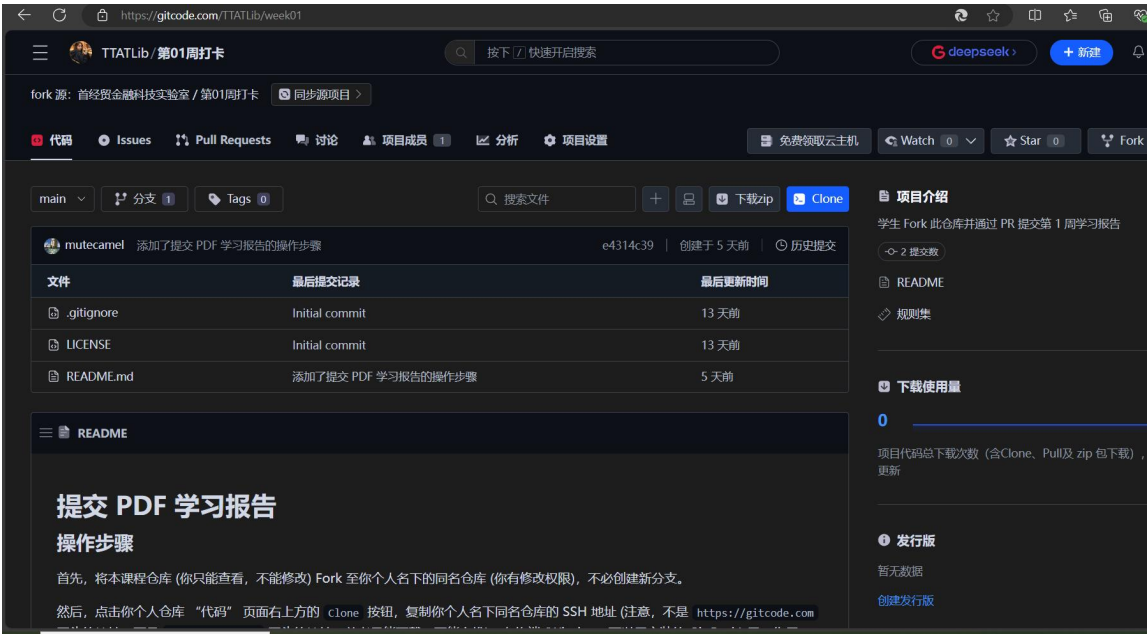 https://gitcode.com/TTATLib/week01
TTATLib/第01周打卡
按下 / 快速开启搜索
deepseek
新建
fork 源：首经贸金融科技实验室 / 第01周打卡
同步源项目
代码
Issues
Pull Requests
讨论
项目成员 1
分析
项目设置
免费领取云主机
Watch 0
Star 0
Fork
main
分支 1
Tags 0
搜索文件
下载zip
Clone
mutecamel 添加了提交 PDF 学习报告的操作步骤
e4314c39 创建于 5 天前 历史提交
文件 最后提交记录 最后更新时间
.gitignore Initial commit 13 天前
LICENSE Initial commit 13 天前
README.md 添加了提交 PDF 学习报告的操作步骤 5 天前
README
提交 PDF 学习报告
操作步骤
首先，将本课程仓库 (你只能查看，不能修改) Fork 至你个人名下的同名仓库 (你有修改权限)，不必创建新分支。
然后，点击你个人仓库 “代码” 页面右上方的 Clone 按钮，复制你个人名下同名仓库的 SSH 地址 (注意，不是 https://gitcode.com
项目介绍
学生 Fork 此仓库并通过 PR 提交第 1 周学习报告
2 提交数
README
规则集
下载使用量
0
项目代码总下载次数（含Clone、Pull及 zip 包下载），
更新
发行版
暂无数据
创建发行版